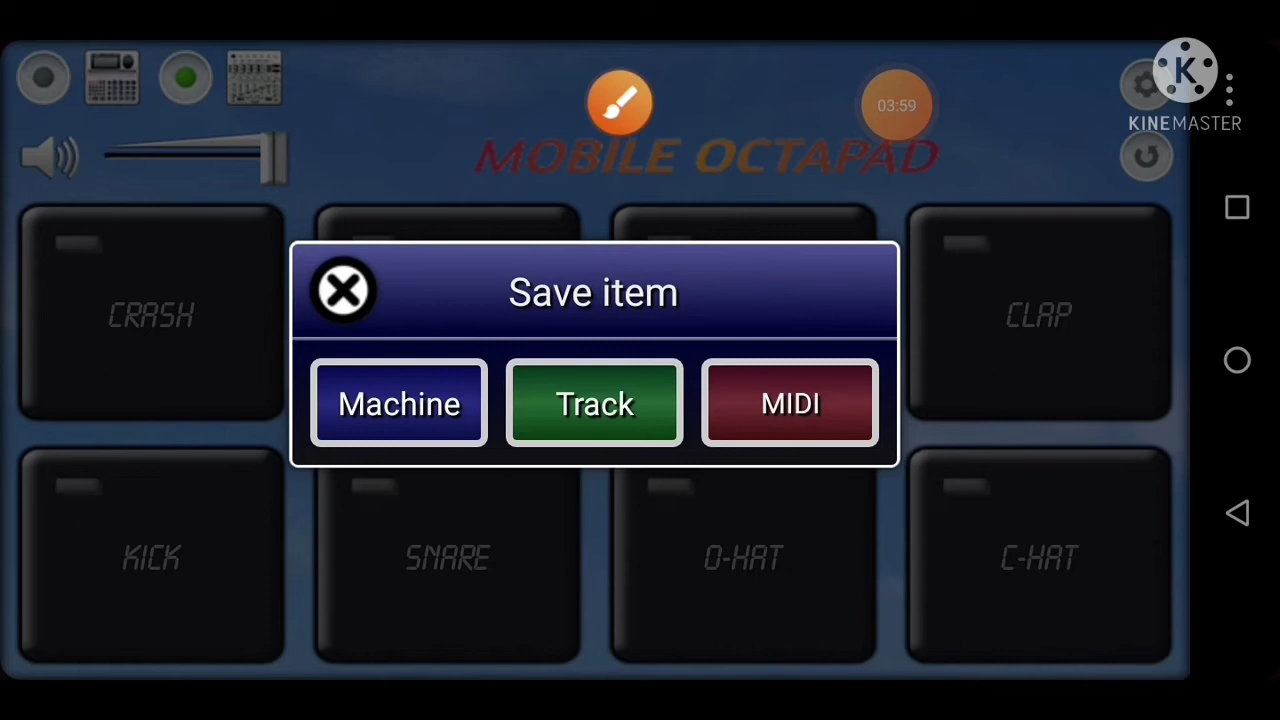 03:59
KINEMASTER
MOBILE OCTAPAD
CRASH
CLAP
Save item
Machine
Track
MIDI
KICK
SNARE
O-HAT
C-HAT